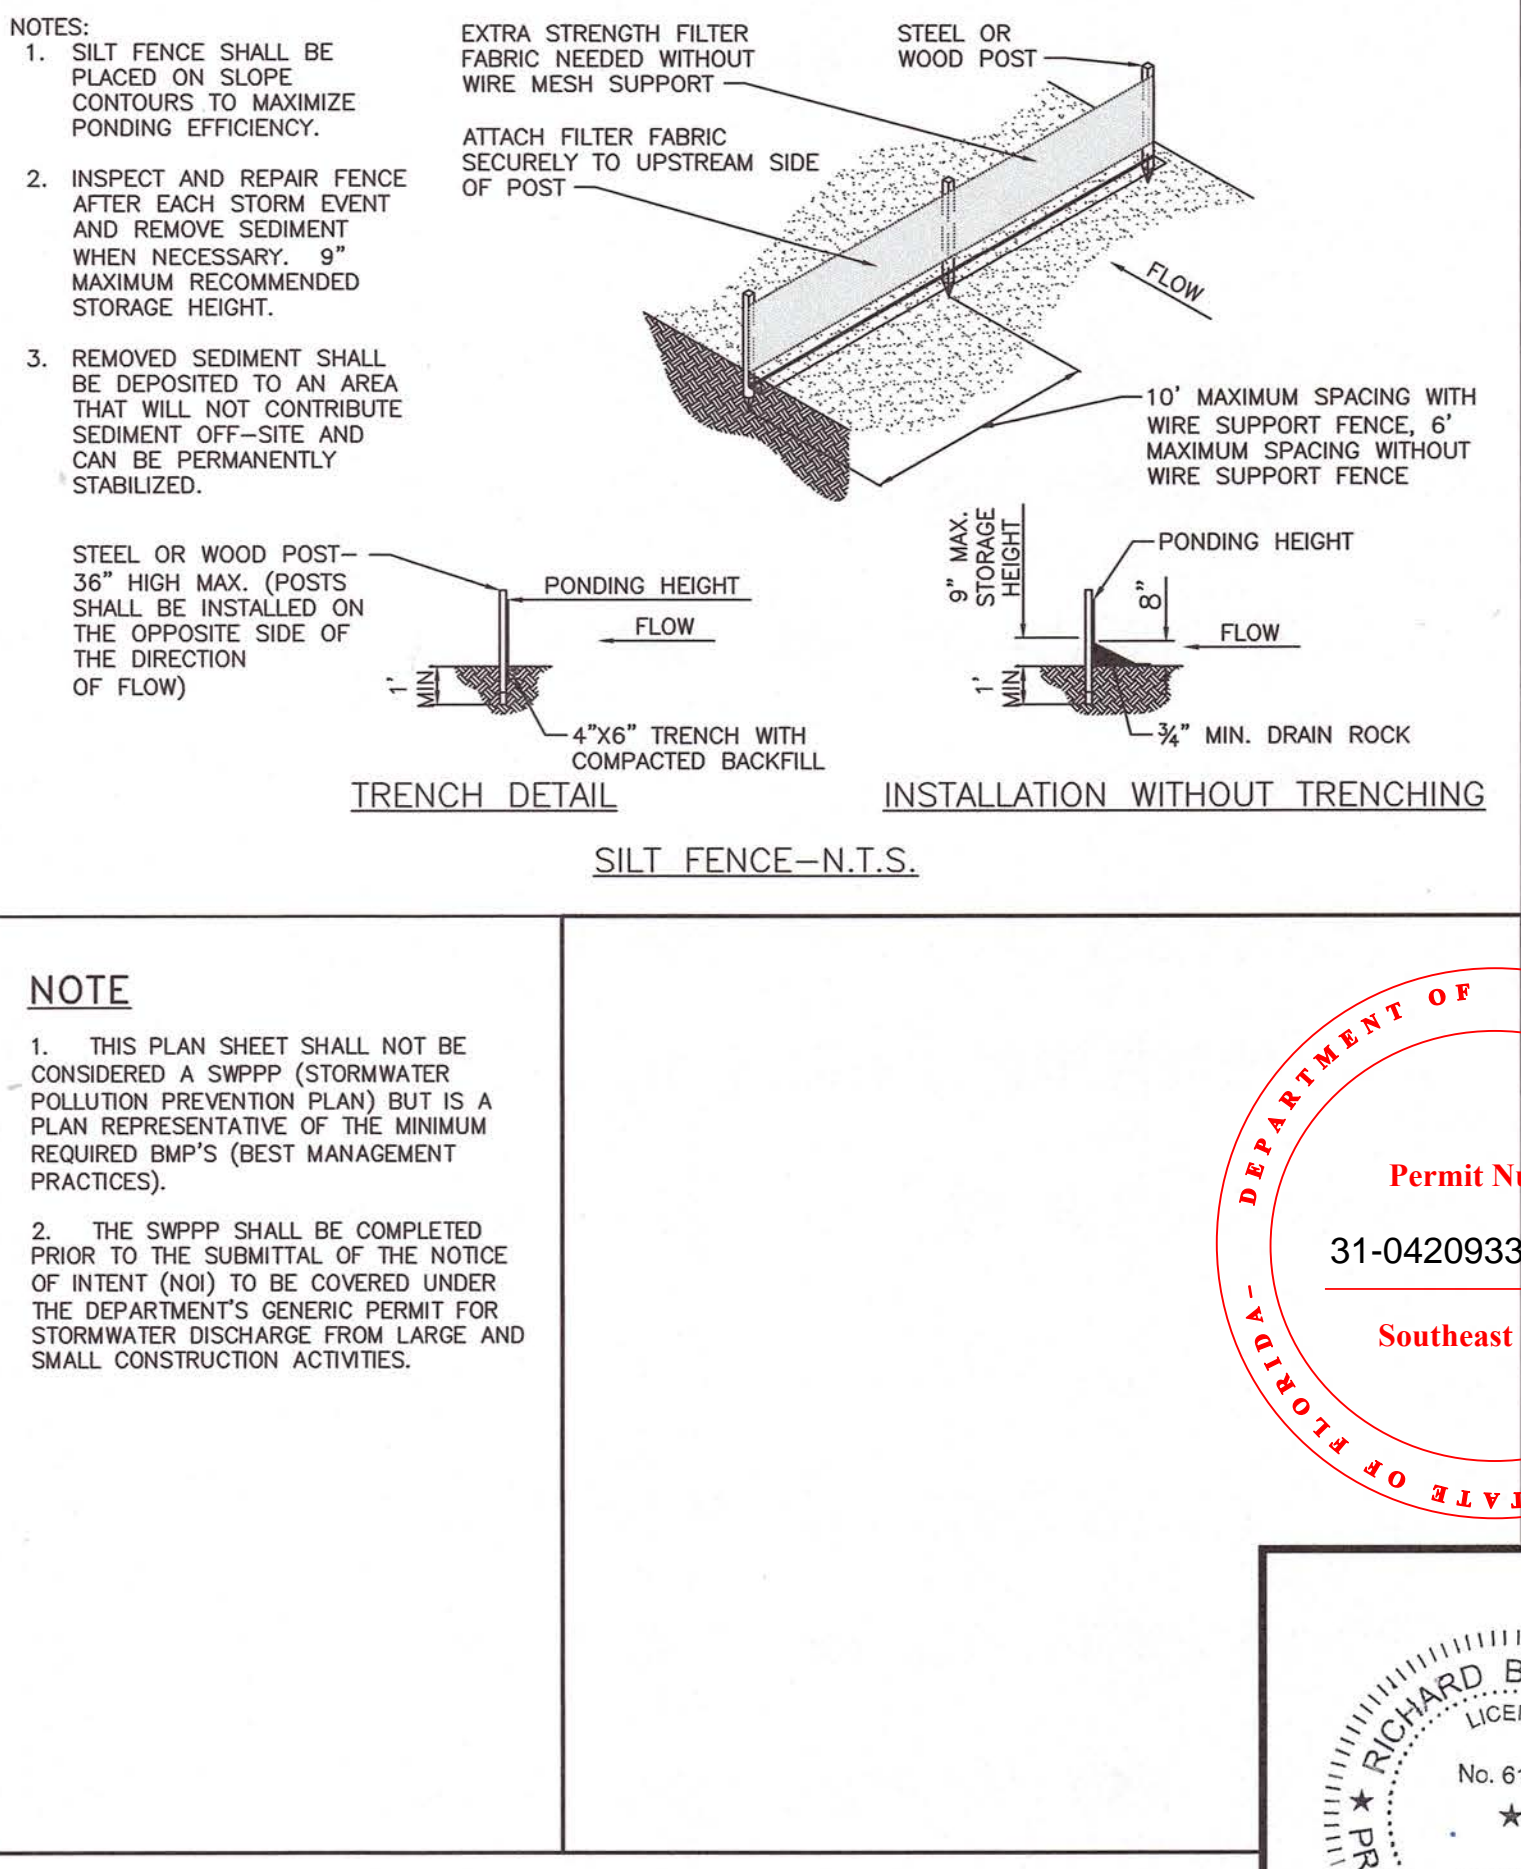 NOTES:
1. SILT FENCE SHALL BE
PLACED ON SLOPE
CONTOURS TO MAXIMIZE
PONDING EFFICIENCY.
2. INSPECT AND REPAIR FENCE
AFTER EACH STORM EVENT
AND REMOVE SEDIMENT
WHEN NECESSARY. 9"
MAXIMUM RECOMMENDED
STORAGE HEIGHT.
3. REMOVED SEDIMENT SHALL
BE DEPOSITED TO AN AREA
THAT WILL NOT CONTRIBUTE
SEDIMENT OFF-SITE AND
CAN BE PERMANENTLY
STABILIZED.
EXTRA STRENGTH FILTER
FABRIC NEEDED WITHOUT
WIRE MESH SUPPORT
ATTACH FILTER FABRIC
SECURELY TO UPSTREAM SIDE
OF POST
STEEL OR
WOOD POST
FLOW
10' MAXIMUM SPACING WITH
WIRE SUPPORT FENCE, 6'
MAXIMUM SPACING WITHOUT
WIRE SUPPORT FENCE
STEEL OR WOOD POST-
36" HIGH MAX. (POSTS
SHALL BE INSTALLED ON
THE OPPOSITE SIDE OF
THE DIRECTION
OF FLOW)
PONDING HEIGHT
FLOW
1'
MIN
4"X6" TRENCH WITH
COMPACTED BACKFILL
TRENCH DETAIL
9" MAX.
STORAGE
HEIGHT
PONDING HEIGHT
8"
FLOW
1'
MIN
¾" MIN. DRAIN ROCK
INSTALLATION WITHOUT TRENCHING
SILT FENCE-N.T.S.
NOTE
1. THIS PLAN SHEET SHALL NOT BE
CONSIDERED A SWPPP (STORMWATER
POLLUTION PREVENTION PLAN) BUT IS A
PLAN REPRESENTATIVE OF THE MINIMUM
REQUIRED BMP'S (BEST MANAGEMENT
PRACTICES).
2. THE SWPPP SHALL BE COMPLETED
PRIOR TO THE SUBMITTAL OF THE NOTICE
OF INTENT (NOI) TO BE COVERED UNDER
THE DEPARTMENT'S GENERIC PERMIT FOR
STORMWATER DISCHARGE FROM LARGE AND
SMALL CONSTRUCTION ACTIVITIES.
DEPARTMENT OF
Permit Nu
31-0420933
Southeast
TATE OF FLORIDA-
RICHARD B
LICEN
No. 61
PR